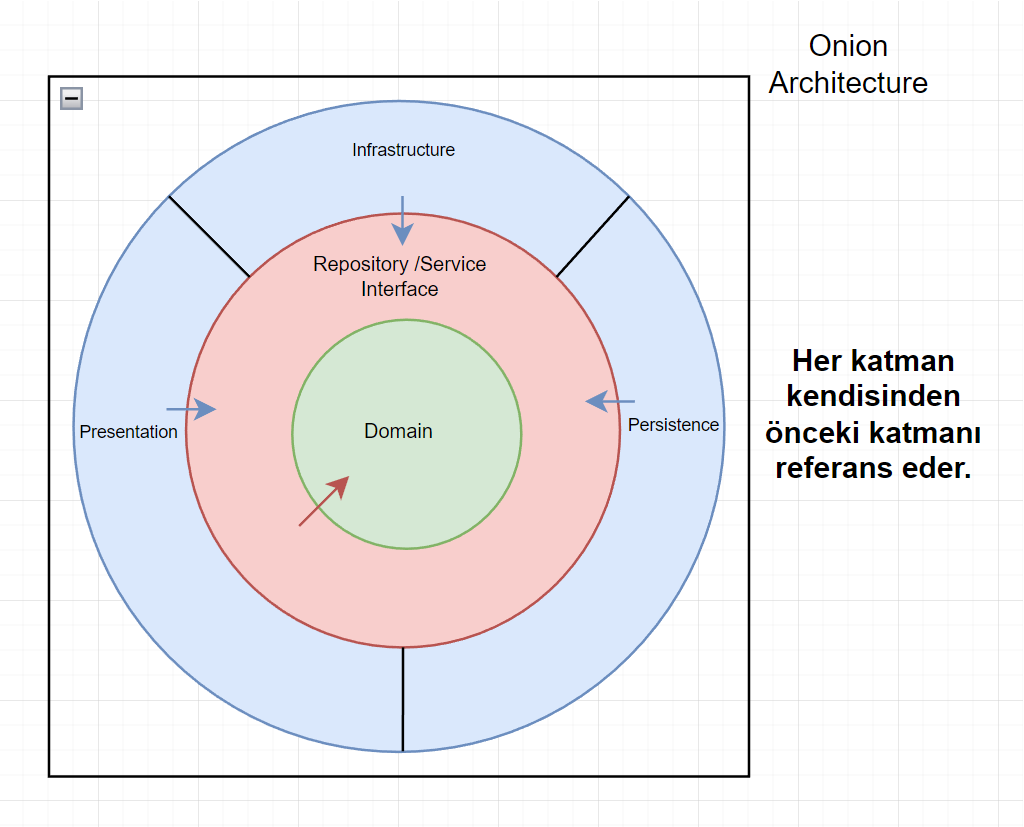 Onion
Architecture
Infrastructure
Repository /Service
Interface
Domain
Presentation
Persistence
Her katman
kendisinden
önceki katmanı
referans eder.